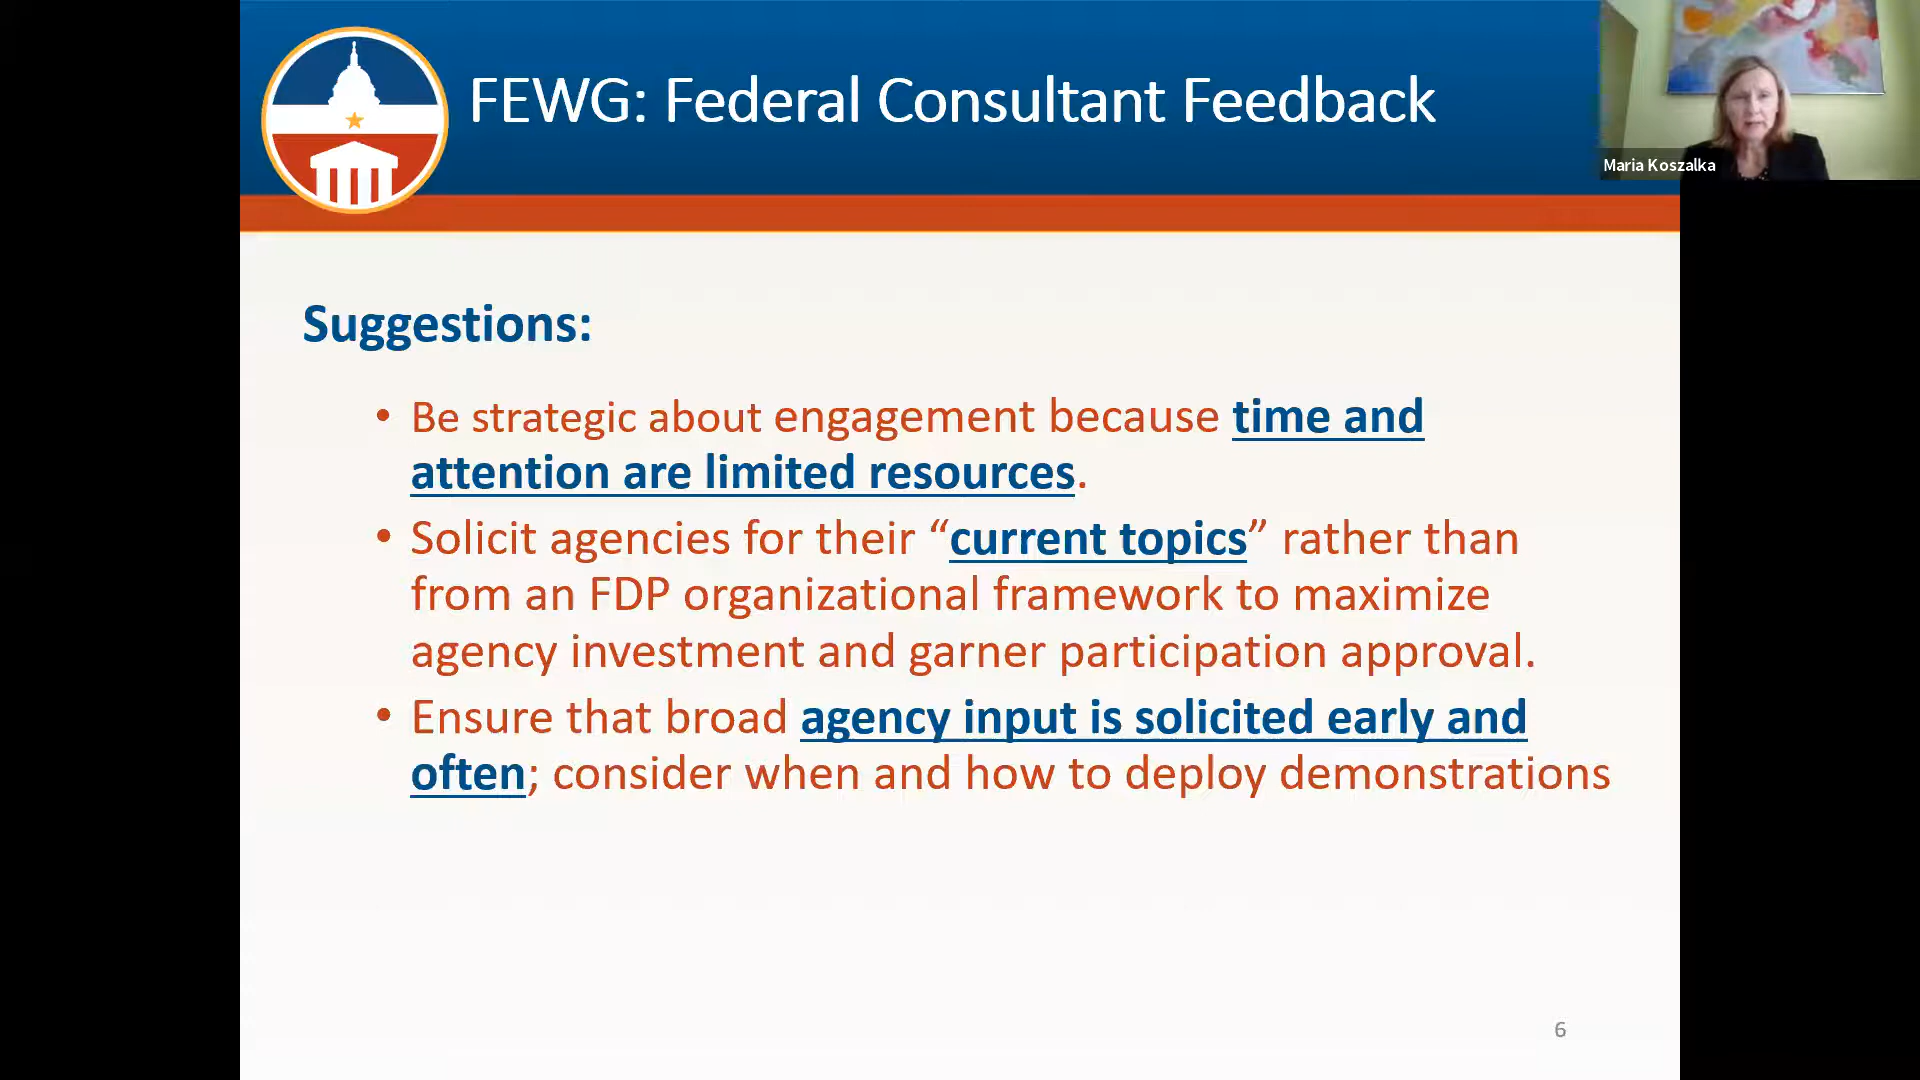 FEWG: Federal Consultant Feedback
Maria Koszalka
Suggestions:
• Be strategic about engagement because time and
attention are limited resources.
• Solicit agencies for their “current topics” rather than
from an FDP organizational framework to maximize
agency investment and garner participation approval.
• Ensure that broad agency input is solicited early and
often; consider when and how to deploy demonstrations
6